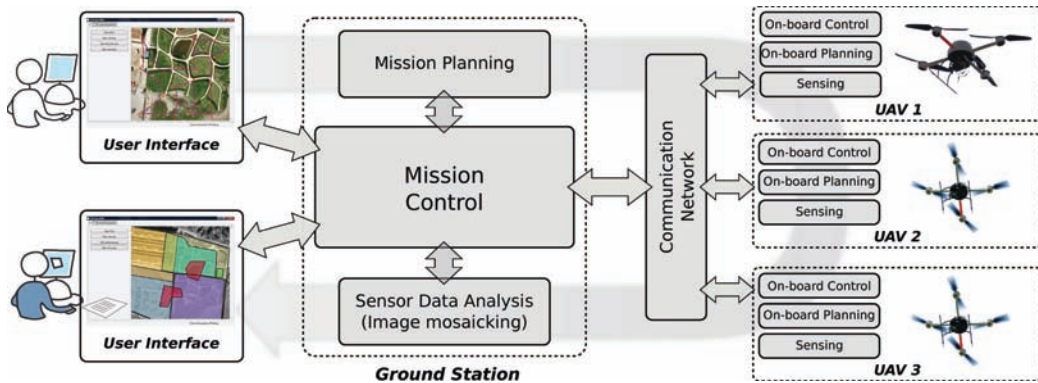 User Interface
User Interface
Mission Planning
Mission
Control
Sensor Data Analysis
(Image mosaicking)
Ground Station
Communication
Network
On-board Control
On-board Planning
Sensing
UAV 1
On-board Control
On-board Planning
Sensing
UAV 2
On-board Control
On-board Planning
Sensing
UAV 3